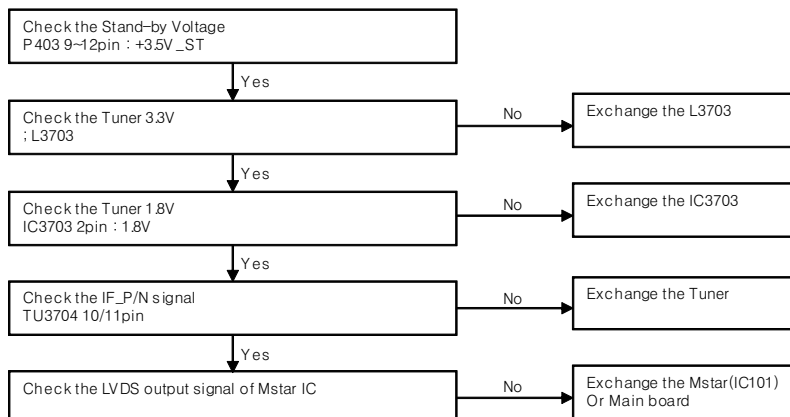 Check the Stand-by Voltage
P403 9~12pin : +3.5V_ST
Yes
Check the Tuner 3.3V
; L3703
No
Exchange the L3703
Yes
Check the Tuner 1.8V
IC3703 2pin : 1.8V
No
Exchange the IC3703
Yes
Check the IF_P/N signal
TU3704 10/11pin
No
Exchange the Tuner
Yes
Check the LVDS output signal of Mstar IC
No
Exchange the Mstar(IC101)
Or Main board